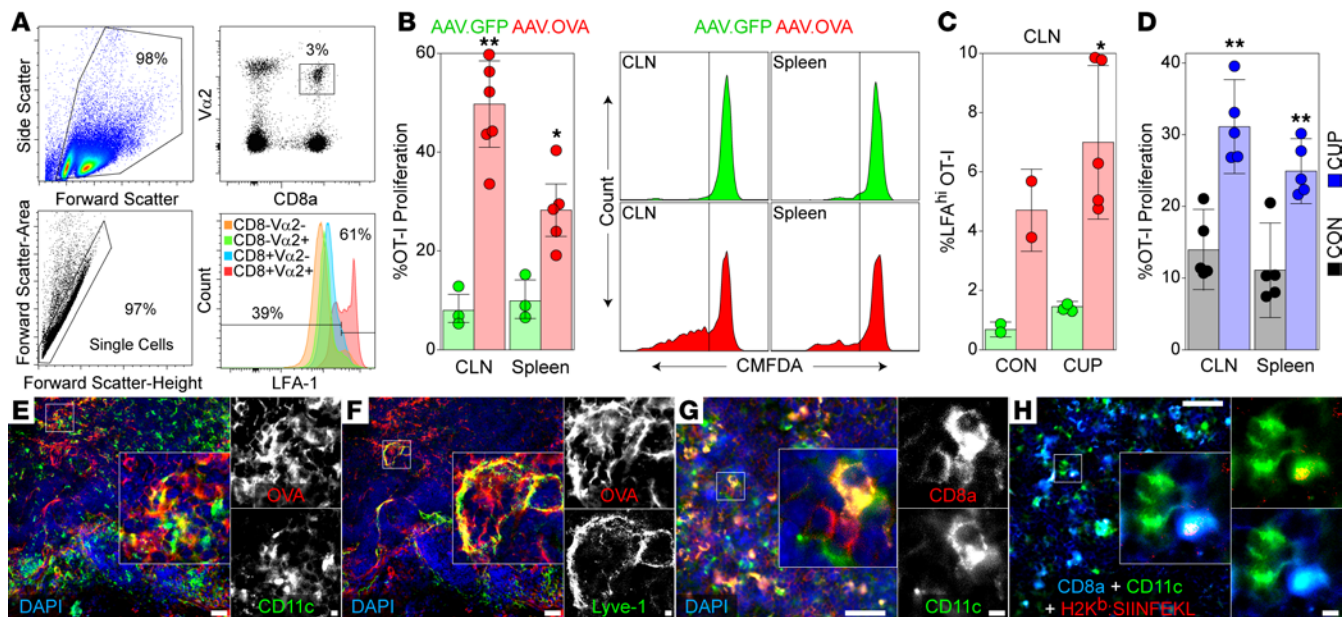 A
98%
Side Scatter
Forward Scatter
3%
Vα2
CD8a
Forward Scatter-Area
97%
Single Cells
Forward Scatter-Height
CD8-Vα2-
CD8-Vα2+
CD8+Vα2-
CD8+Vα2+
61%
39%
Count
LFA-1
B
AAV.GFP AAV.OVA
%OT-I Proliferation
60
40
20
0
**
*
CLN Spleen
AAV.GFP AAV.OVA
CLN
Spleen
Count
CLN
Spleen
CMFDA
C
CLN
%LFAhi OT-I
10
8
6
4
2
0
*
CON CUP
D
%OT-I Proliferation
40
30
20
10
0
**
**
CLN Spleen
CON CUP
E
DAPI
OVA
CD11c
F
DAPI
OVA
Lyve-1
G
DAPI
CD8a
CD11c
H
CD8a + CD11c
+ H2Kb-SIINFEKL